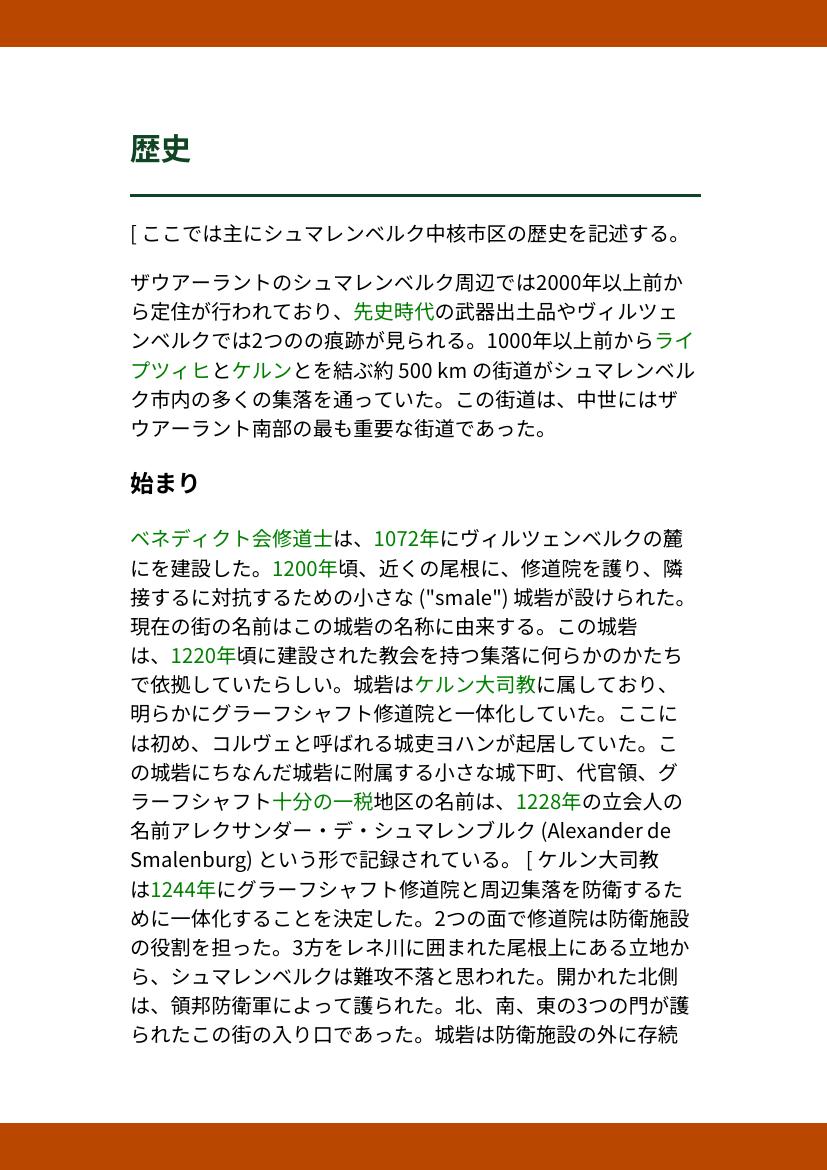 歴史
[ ここでは主にシュマレンベルク中核市区の歴史を記述する。
ザウアーラントのシュマレンベルク周辺では2000年以上前か
ら定住が行われており、先史時代の武器出土品やヴィルツェ
ンベルクでは2つのの痕跡が見られる。1000年以上前からライ
プツィヒとケルンとを結ぶ約 500 km の街道がシュマレンベル
ク市内の多くの集落を通っていた。この街道は、中世にはザ
ウアーラント南部の最も重要な街道であった。
始まり
ベネディクト会修道士は、1072年にヴィルツェンベルクの麓
にを建設した。1200年頃、近くの尾根に、修道院を護り、隣
接するに対抗するための小さな ("smale") 城砦が設けられた。
現在の街の名前はこの城砦の名称に由来する。この城砦
は、1220年頃に建設された教会を持つ集落に何らかのかたち
で依拠していたらしい。城砦はケルン大司教に属しており、
明らかにグラーフシャフト修道院と一体化していた。ここに
は初め、コルヴェと呼ばれる城吏ヨハンが起居していた。こ
の城砦にちなんだ城砦に附属する小さな城下町、代官領、グ
ラーフシャフト十分の一税地区の名前は、1228年の立会人の
名前アレクサンダー・デ・シュマレンブルク (Alexander de
Smalenburg) という形で記録されている。 [ ケルン大司教
は1244年にグラーフシャフト修道院と周辺集落を防衛するた
めに一体化することを決定した。2つの面で修道院は防衛施設
の役割を担った。3方をレネ川に囲まれた尾根上にある立地か
ら、シュマレンベルクは難攻不落と思われた。開かれた北側
は、領邦防衛軍によって護られた。北、南、東の3つの門が護
られたこの街の入り口であった。城砦は防衛施設の外に存続